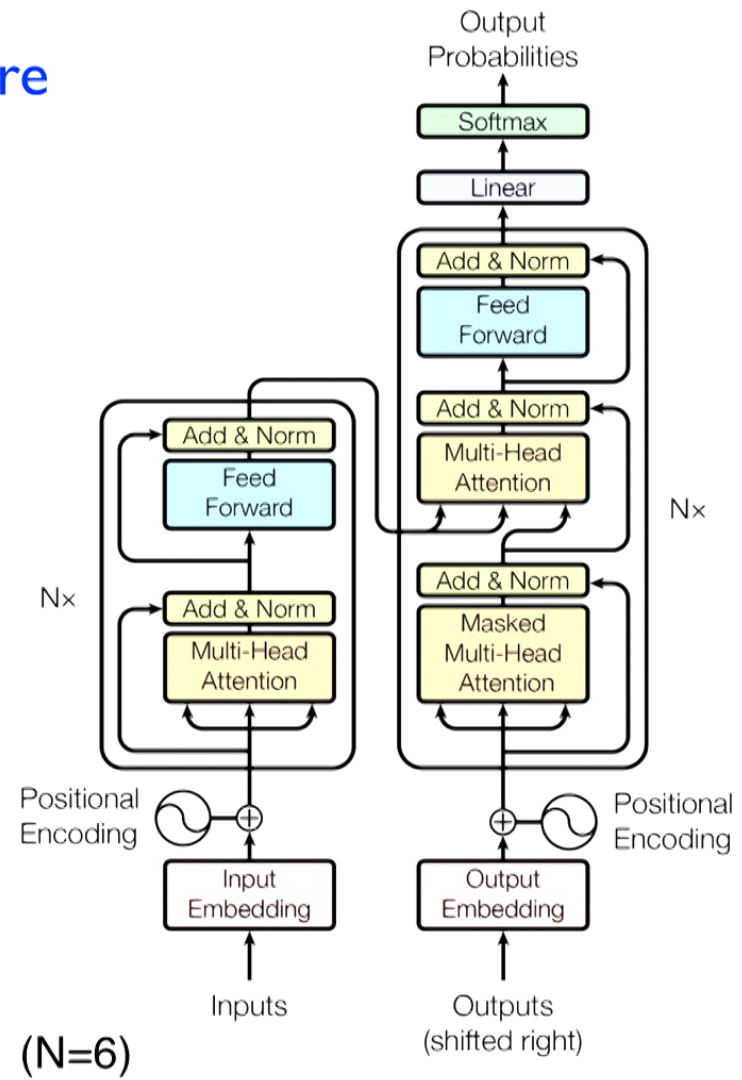 re
Output
Probabilities
Softmax
Linear
Add & Norm
Feed
Forward
Add & Norm
Multi-Head
Attention
Nx
Add & Norm
Masked
Multi-Head
Attention
Add & Norm
Feed
Forward
Nx
Add & Norm
Multi-Head
Attention
Positional
Encoding
Positional
Encoding
Input
Embedding
Output
Embedding
Inputs
Outputs
(shifted right)
(N=6)